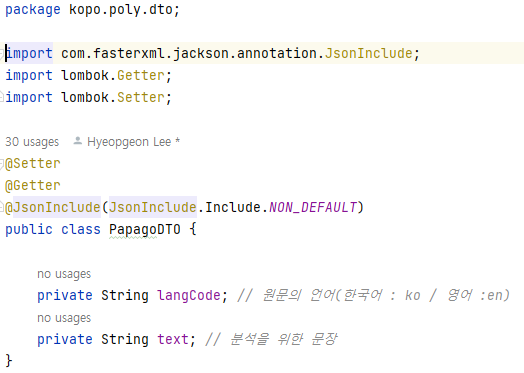 package kopo.poly.dto;
import com.fasterxml.jackson.annotation.JsonInclude;
import lombok.Getter;
import lombok.Setter;
30 usages Hyeopgeon Lee *
@Setter
@Getter
@JsonInclude(JsonInclude.Include.NON_DEFAULT)
public class PapagoDTO {
no usages
private String langCode; // 원문의 언어(한국어 : ko / 영어 :en)
no usages
private String text; // 분석을 위한 문장
}